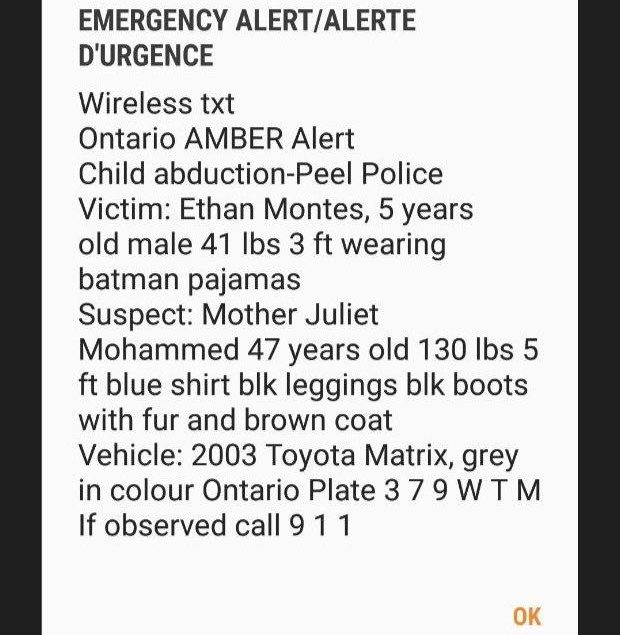 EMERGENCY ALERT/ALERTE
D'URGENCE
Wireless txt
Ontario AMBER Alert
Child abduction-Peel Police
Victim: Ethan Montes, 5 years
old male 41 lbs 3 ft wearing
batman pajamas
Suspect: Mother Juliet
Mohammed 47 years old 130 lbs 5
ft blue shirt blk leggings blk boots
with fur and brown coat
Vehicle: 2003 Toyota Matrix, grey
in colour Ontario Plate 3 7 9 W T M
If observed call 9 1 1
OK